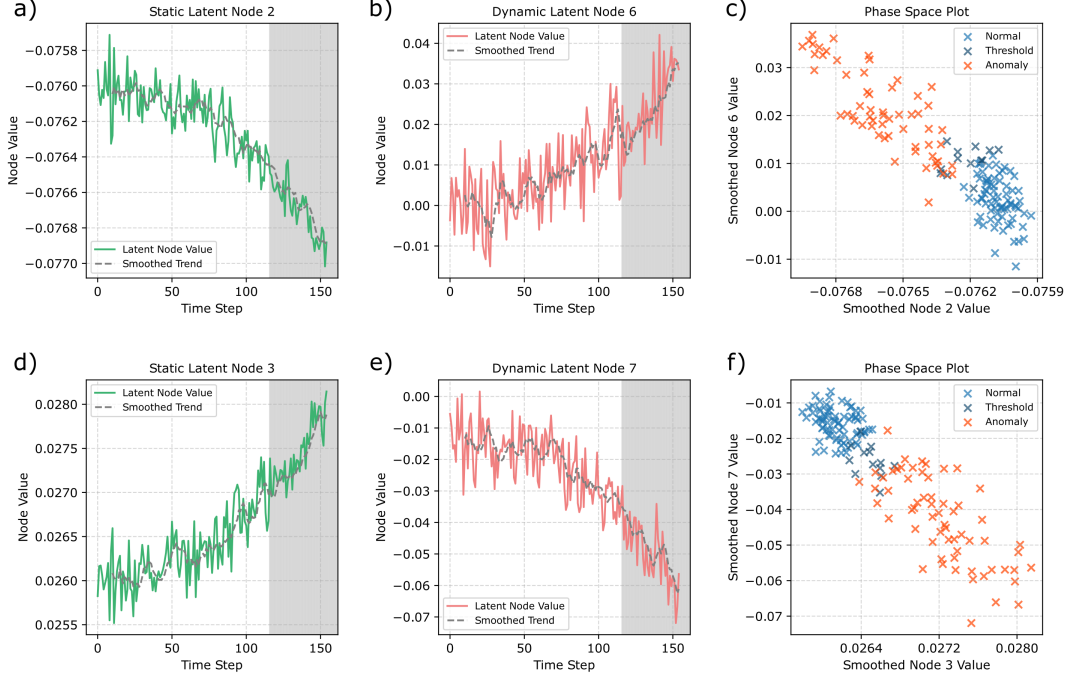 a)
Static Latent Node 2
Node Value
−0.0758
−0.0760
−0.0762
−0.0764
−0.0766
−0.0768
−0.0770
Latent Node Value
Smoothed Trend
0
50
100
150
Time Step
b)
Dynamic Latent Node 6
Node Value
0.04
0.03
0.02
0.01
0.00
−0.01
Latent Node Value
Smoothed Trend
0
50
100
150
Time Step
c)
Phase Space Plot
Smoothed Node 6 Value
0.03
0.02
0.01
0.00
−0.01
Normal
Threshold
Anomaly
−0.0768
−0.0765
−0.0762
−0.0759
Smoothed Node 2 Value
d)
Static Latent Node 3
Node Value
0.0280
0.0275
0.0270
0.0265
0.0260
0.0255
Latent Node Value
Smoothed Trend
0
50
100
150
Time Step
e)
Dynamic Latent Node 7
Node Value
0.00
−0.01
−0.02
−0.03
−0.04
−0.05
−0.06
−0.07
Latent Node Value
Smoothed Trend
0
50
100
150
Time Step
f)
Phase Space Plot
Smoothed Node 7 Value
−0.01
−0.02
−0.03
−0.04
−0.05
−0.06
−0.07
Normal
Threshold
Anomaly
0.0264
0.0272
0.0280
Smoothed Node 3 Value